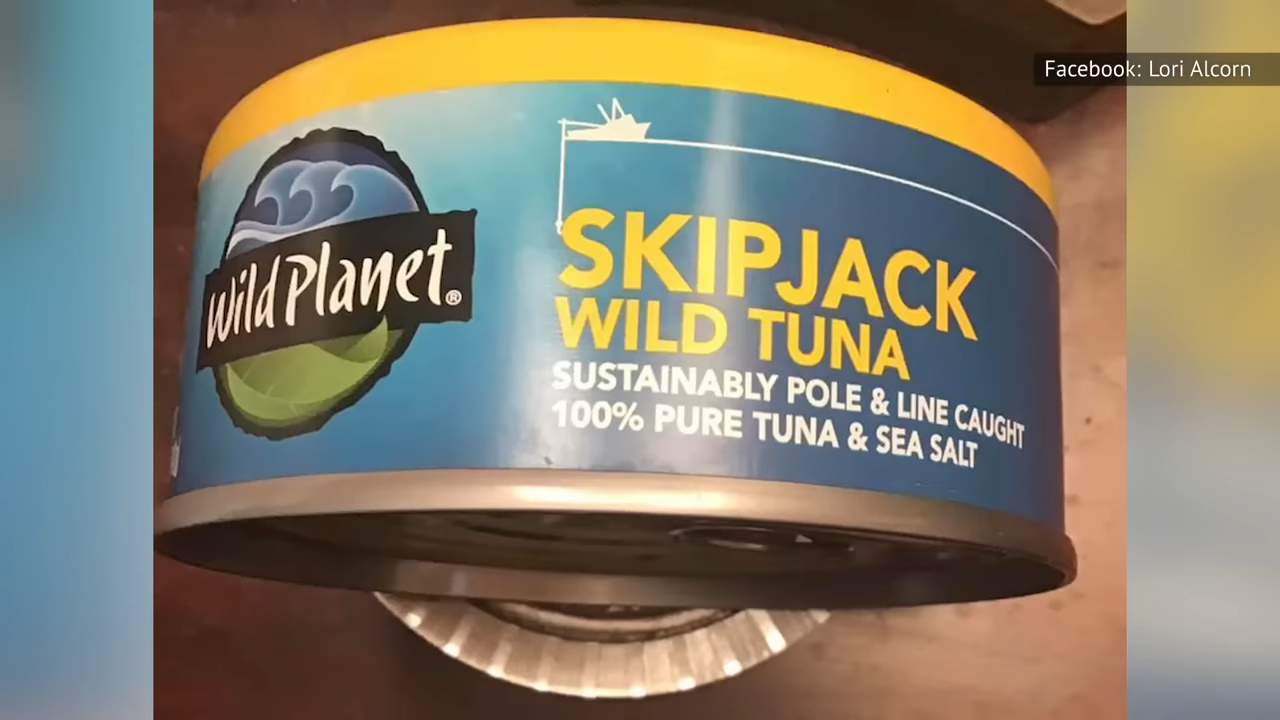 Facebook: Lori Alcorn
Wild Planet®
SKIPJACK
WILD TUNA
SUSTAINABLY POLE & LINE CAUGHT
100% PURE TUNA & SEA SALT